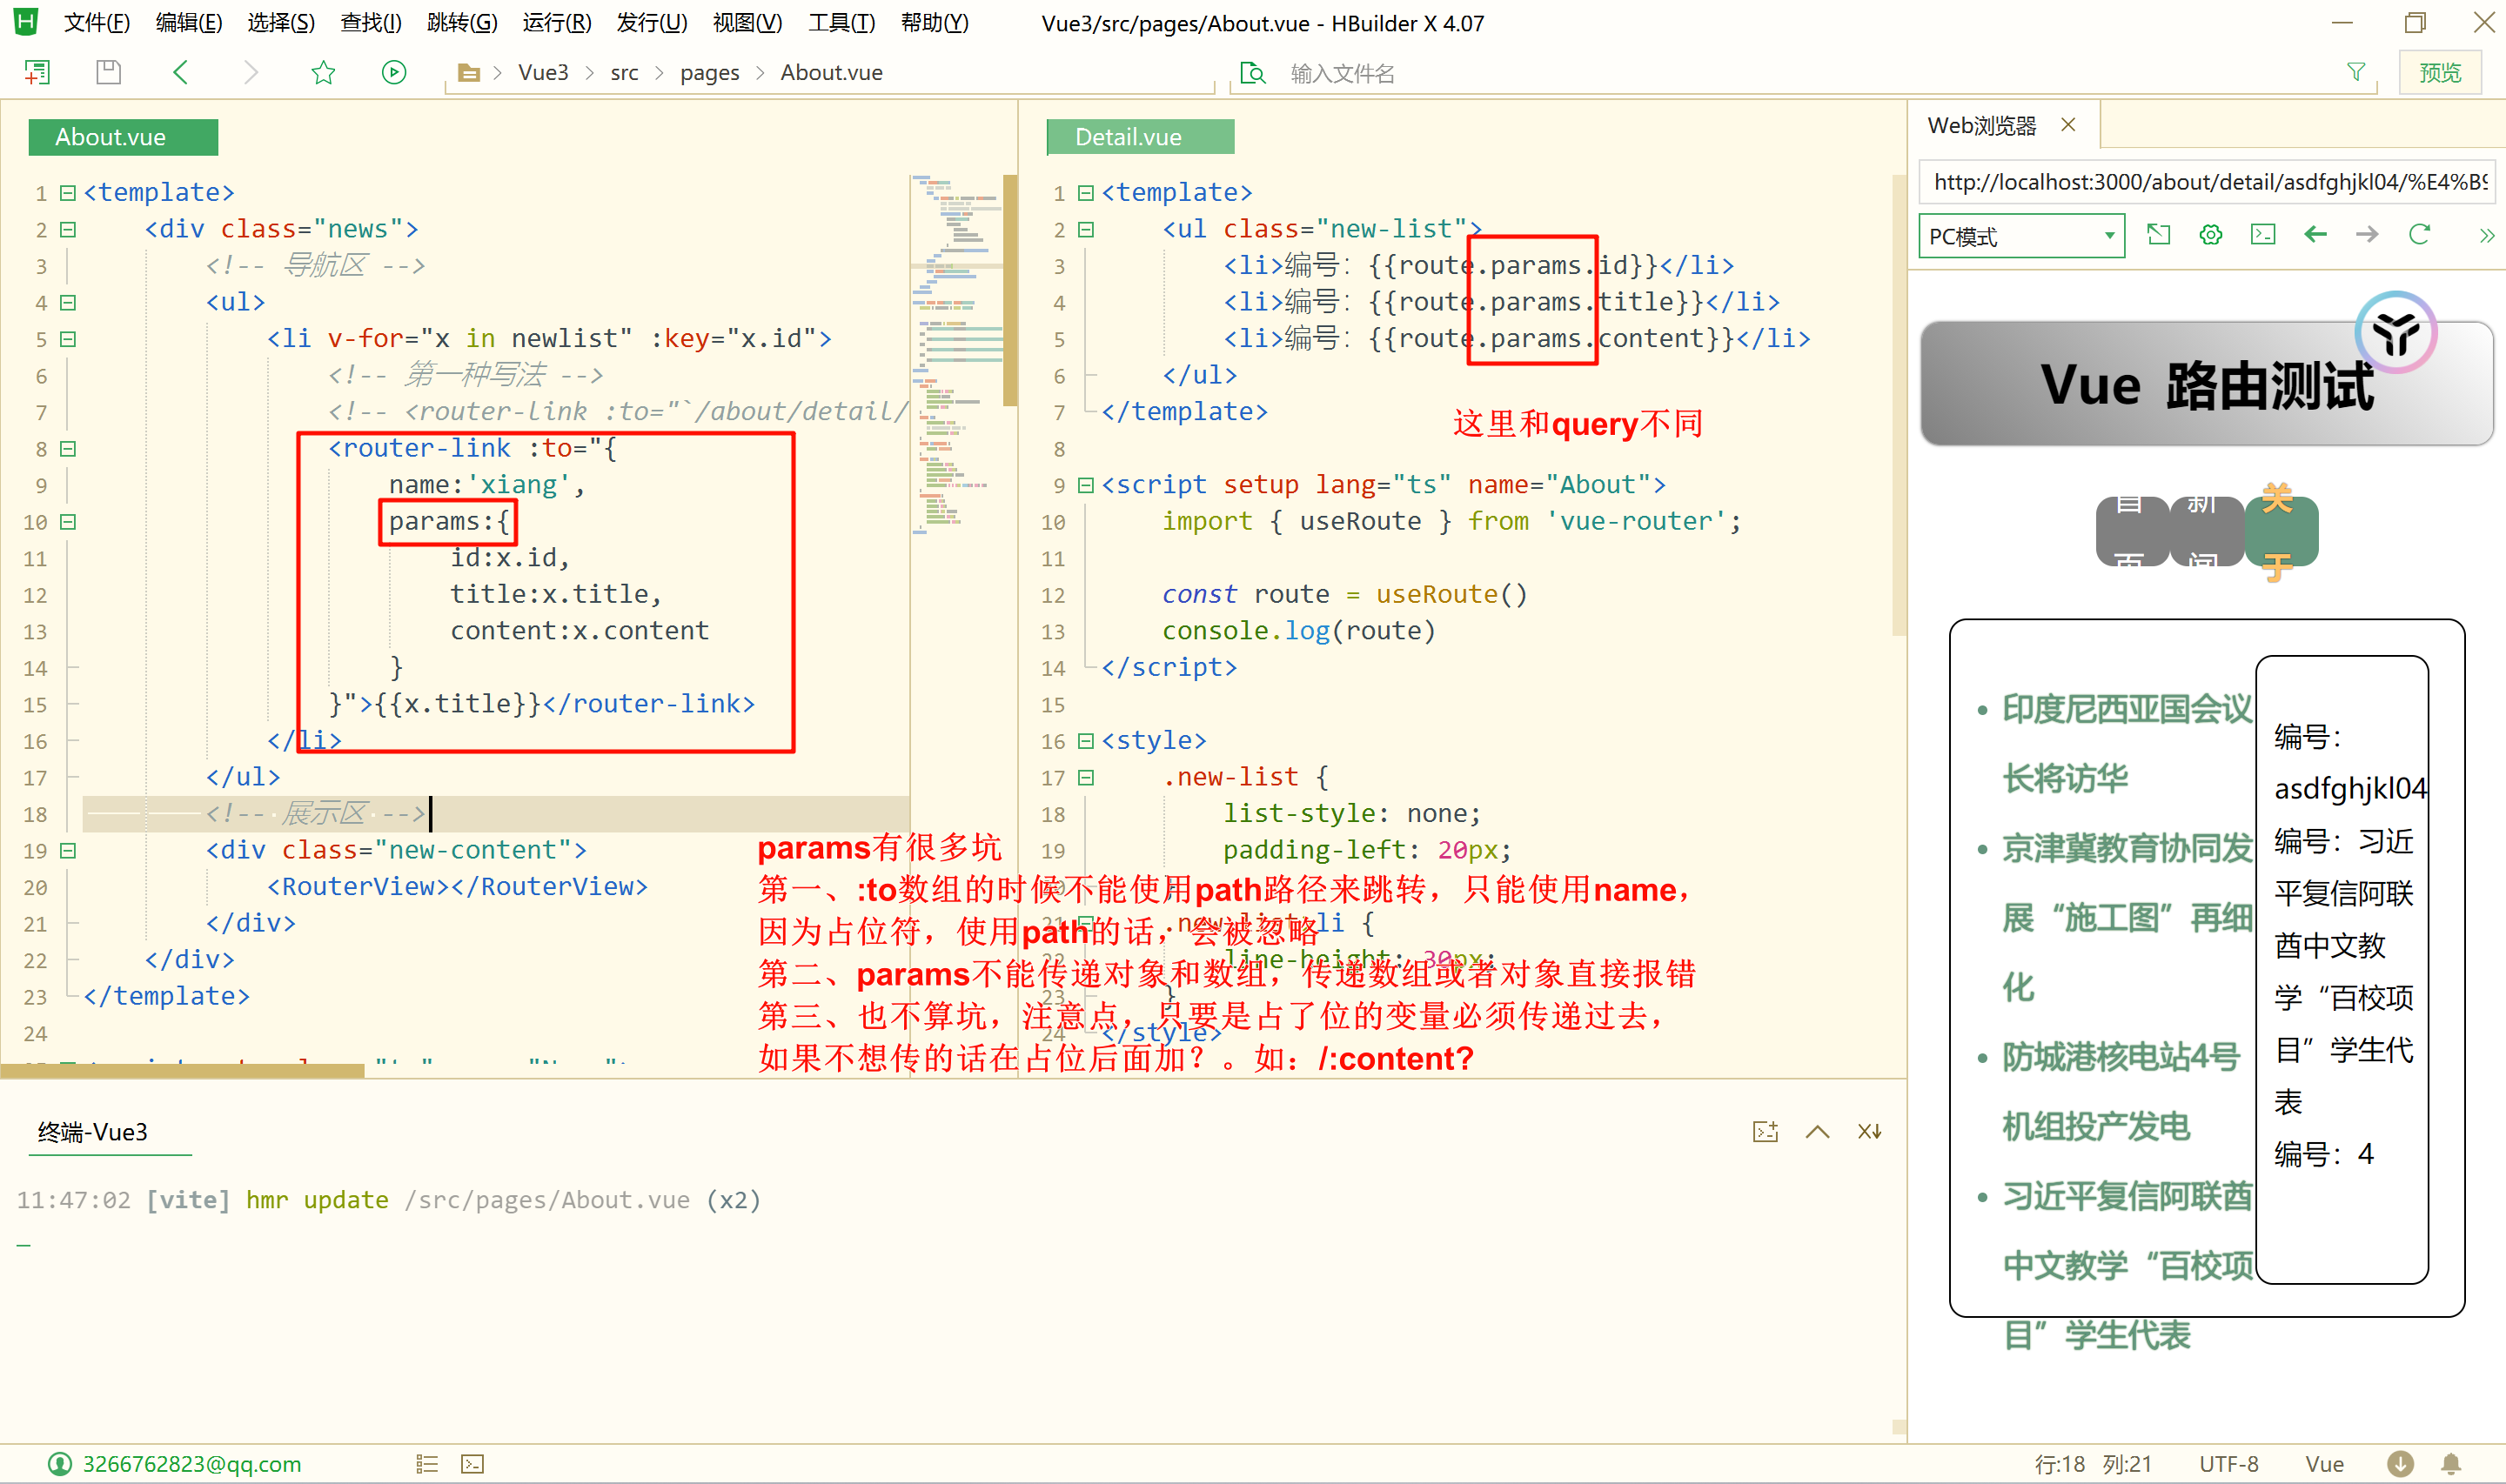 文件(F) 编辑(E) 选择(S) 查找(I) 跳转(G) 运行(R) 发行(U) 视图(V) 工具(T) 帮助(Y) Vue3/src/pages/About.vue - HBuilder X 4.07
Vue3 src pages About.vue 输入文件名 预览
About.vue
1 <template>
2 <div class="news">
3 <!-- 导航区 -->
4 <ul>
5 <li v-for="x in newlist" :key="x.id">
6 <!-- 第一种写法 -->
7 <!-- <router-link :to="`/about/detail/
8 <router-link :to="{
9 name:'xiang',
10 params:{
11 id:x.id,
12 title:x.title,
13 content:x.content
14 }
15 }">{{x.title}}</router-link>
16 </li>
17 </ul>
18 <!-- 展示区 -->
19 <div class="new-content">
20 <RouterView></RouterView>
21 </div>
22 </div>
23 </template>
24
Detail.vue
1 <template>
2 <ul class="new-list">
3 <li>编号：{{route.params.id}}</li>
4 <li>编号：{{route.params.title}}</li>
5 <li>编号：{{route.params.content}}</li>
6 </ul>
7 </template>
这里和query不同
8
9 <script setup lang="ts" name="About">
10 import { useRoute } from 'vue-router';
11
12 const route = useRoute()
13 console.log(route)
14 </script>
15
16 <style>
17 .new-list {
18 list-style: none;
19 padding-left: 20px;
20 }
21 .new-list li {
22 line-height: 30px;
23 }
24 </style>
params有很多坑
第一、:to数组的时候不能使用path路径来跳转，只能使用name，
因为占位符，使用path的话，会被忽略
第二、params不能传递对象和数组，传递数组或者对象直接报错
第三、也不算坑，注意点，只要是占了位的变量必须传递过去，
如果不想传的话在占位后面加？。如：/:content?
Web浏览器
http://localhost:3000/about/detail/asdfghjkl04/%E4%B9
PC模式
Vue 路由测试
首页 新闻 关于
印度尼西亚国会议
长将访华
京津冀教育协同发
展“施工图”再细
化
防城港核电站4号
机组投产发电
习近平复信阿联酋
中文教学“百校项
目”学生代表
编号：
asdfghjkl04
编号：习近
平复信阿联
酋中文教
学“百校项
目”学生代
表
编号：4
终端-Vue3
11:47:02 [vite] hmr update /src/pages/About.vue (x2)
3266762823@qq.com
行:18 列:21 UTF-8 Vue